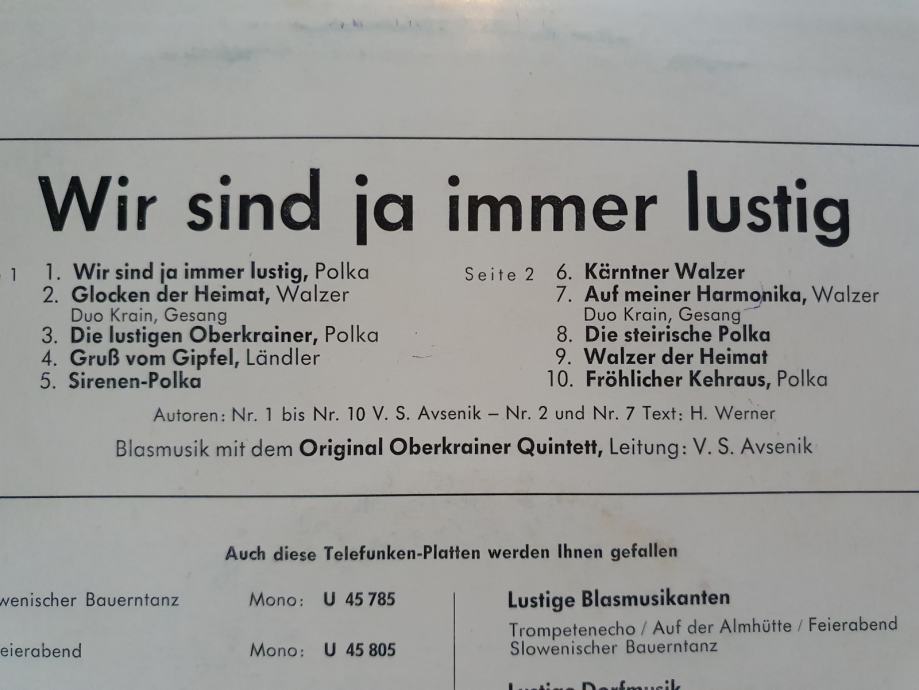 Wir sind ja immer lustig
1
1. Wir sind ja immer lustig, Polka
2. Glocken der Heimat, Walzer
Duo Krain, Gesang
3. Die lustigen Oberkrainer, Polka
4. Gruß vom Gipfel, Ländler
5. Sirenen-Polka
Seite 2
6. Kärntner Walzer
7. Auf meiner Harmonika, Walzer
Duo Krain, Gesang
8. Die steirische Polka
9. Walzer der Heimat
10. Fröhlicher Kehraus, Polka
Autoren: Nr. 1 bis Nr. 10 V. S. Avsenik – Nr. 2 und Nr. 7 Text: H. Werner
Blasmusik mit dem Original Oberkrainer Quintett, Leitung: V. S. Avsenik
Auch diese Telefunken-Platten werden Ihnen gefallen
wenischer Bauerntanz Mono: U 45 785
eierabend Mono: U 45 805
Lustige Blasmusikanten
Trompetenecho / Auf der Almhütte / Feierabend
Slowenischer Bauerntanz
Lustige Dorfmusik